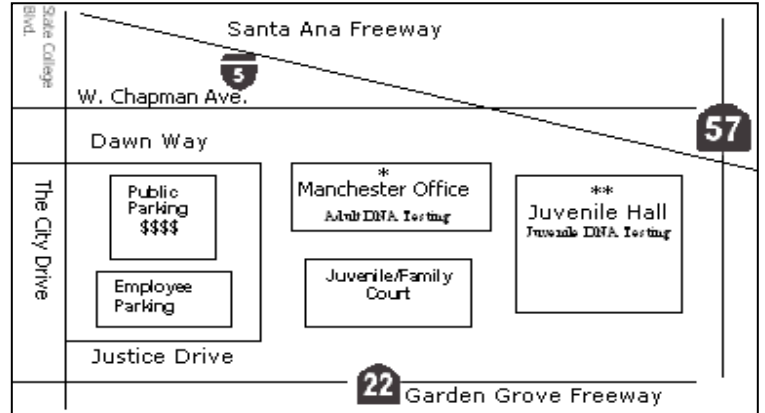 State College
Blvd.
Santa Ana Freeway
5
W. Chapman Ave.
57
Dawn Way
The City Drive
Public
Parking
$$$$
*
Manchester Office
Adult DNA Testing
**
Juvenile Hall
Juvenile DNA Testing
Employee
Parking
Juvenile/Family
Court
Justice Drive
22
Garden Grove Freeway